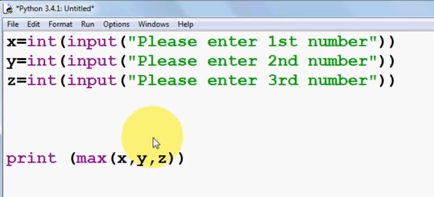 *Python 3.4.1: Untitled*
File Edit Format Run Options Windows Help
x=int(input("Please enter 1st number"))
y=int(input("Please enter 2nd number"))
z=int(input("Please enter 3rd number"))
print (max(x,y,z))